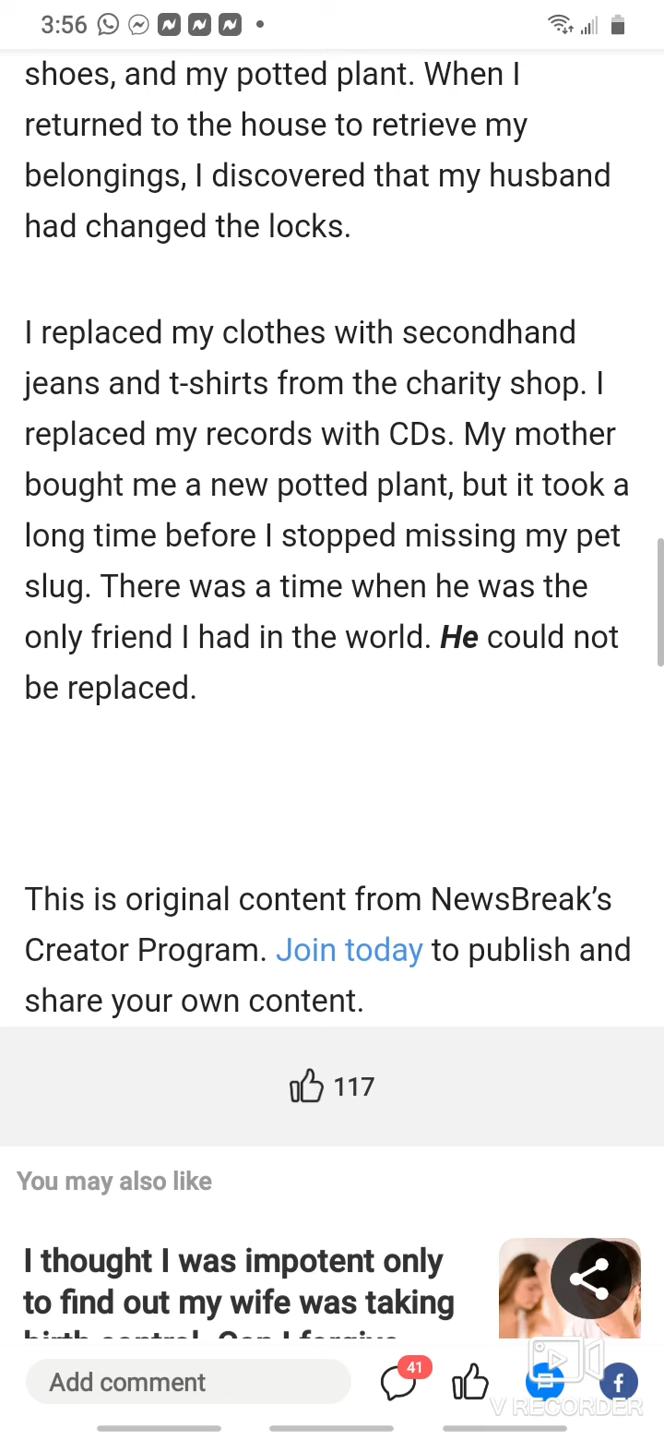 3:56
shoes, and my potted plant. When I
returned to the house to retrieve my
belongings, I discovered that my husband
had changed the locks.
I replaced my clothes with secondhand
jeans and t-shirts from the charity shop. I
replaced my records with CDs. My mother
bought me a new potted plant, but it took a
long time before I stopped missing my pet
slug. There was a time when he was the
only friend I had in the world. He could not
be replaced.
This is original content from NewsBreak’s
Creator Program. Join today to publish and
share your own content.
117
You may also like
I thought I was impotent only
to find out my wife was taking
Add comment
41
V RECORDER